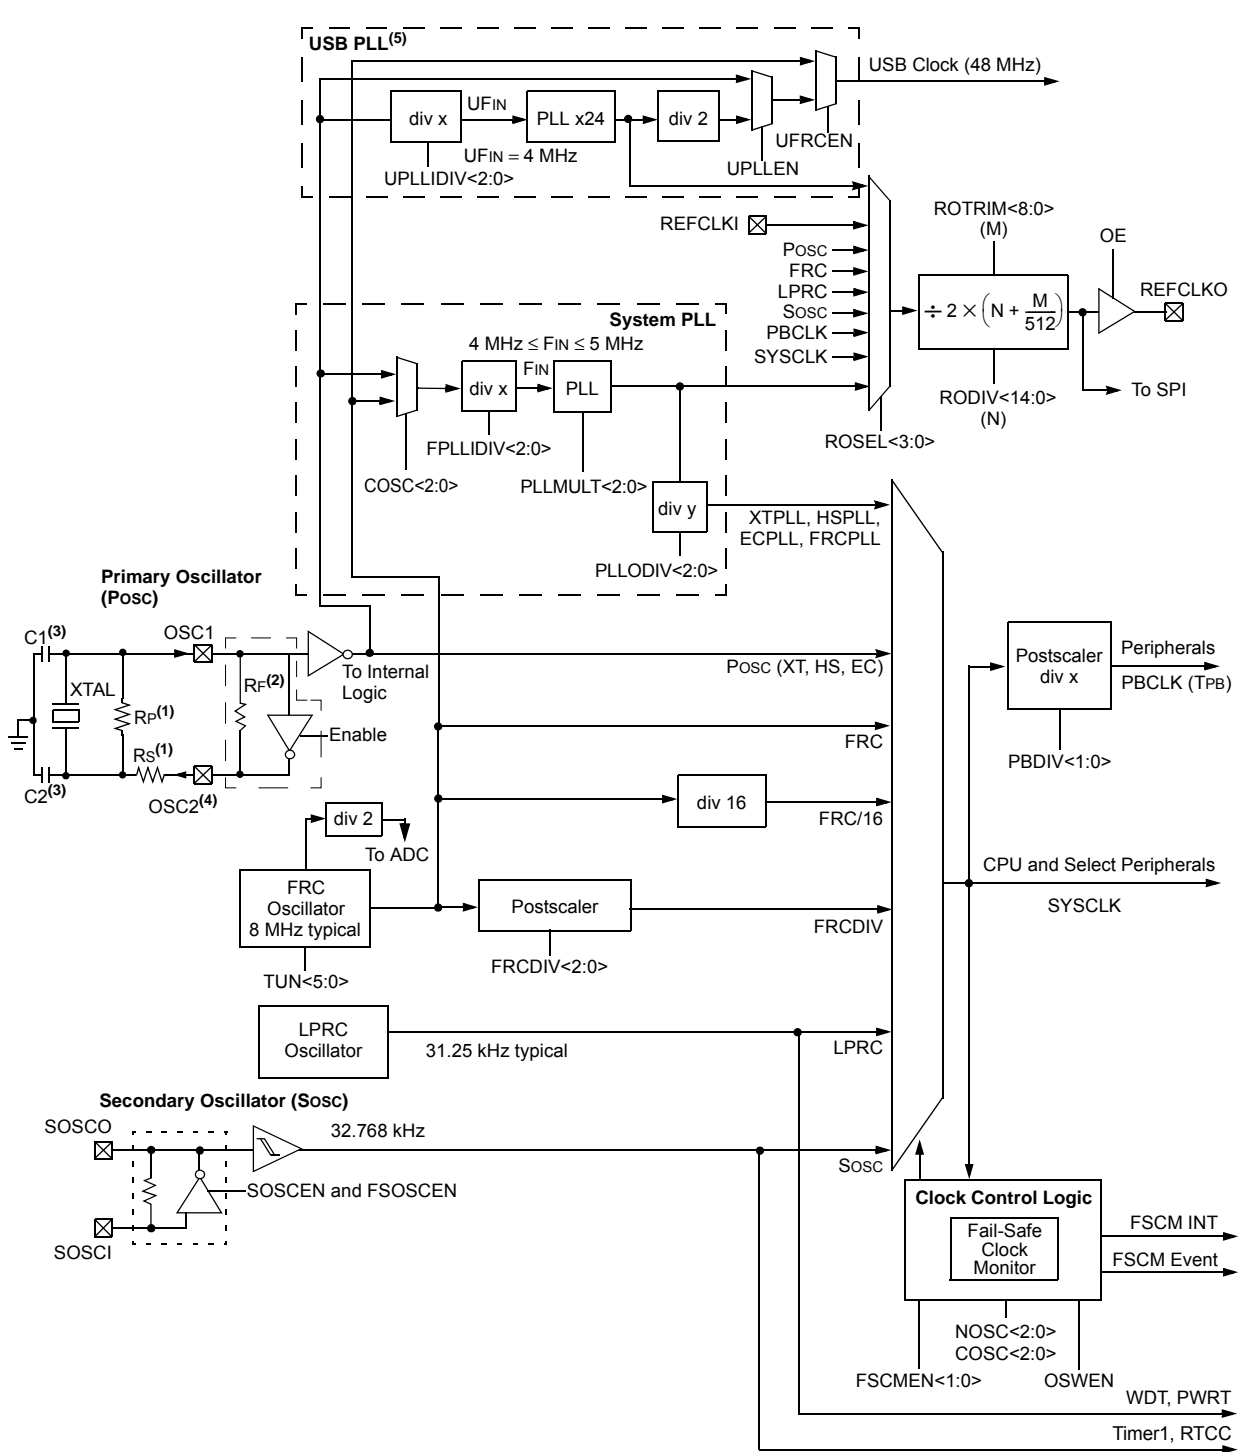 USB PLL(5)
USB Clock (48 MHz)
UFIN
div x
PLL x24
div 2
UFIN = 4 MHz
UFRCEN
UPLLEN
UPLLIDIV<2:0>
REFCLKI
POSC
FRC
LPRC
SOSC
PBCLK
SYSCLK
ROTRIM<8:0>
(M)
OE
REFCLKO
÷ 2 × (N + M/512)
To SPI
RODIV<14:0>
(N)
ROSEL<3:0>
System PLL
4 MHz ≤ FIN ≤ 5 MHz
FIN
div x
PLL
FPLLIDIV<2:0>
COSC<2:0>
PLLMULT<2:0>
div y
XTPLL, HSPLL,
ECPLL, FRCPLL
PLLODIV<2:0>
Primary Oscillator
(POSC)
C1(3)
OSC1
XTAL
RP(1)
RF(2)
To Internal
Logic
Enable
RS(1)
C2(3)
OSC2(4)
POSC (XT, HS, EC)
Postscaler
div x
Peripherals
PBCLK (TPB)
PBDIV<1:0>
FRC
div 16
FRC/16
div 2
To ADC
FRC
Oscillator
8 MHz typical
TUN<5:0>
Postscaler
FRCDIV
FRCDIV<2:0>
CPU and Select Peripherals
SYSCLK
LPRC
Oscillator
31.25 kHz typical
LPRC
Secondary Oscillator (SOSC)
SOSCO
32.768 kHz
SOSC
SOSCEN and FSOSCEN
SOSCI
Clock Control Logic
Fail-Safe
Clock
Monitor
FSCM INT
FSCM Event
NOSC<2:0>
COSC<2:0>
FSCMEN<1:0>
OSWEN
WDT, PWRT
Timer1, RTCC